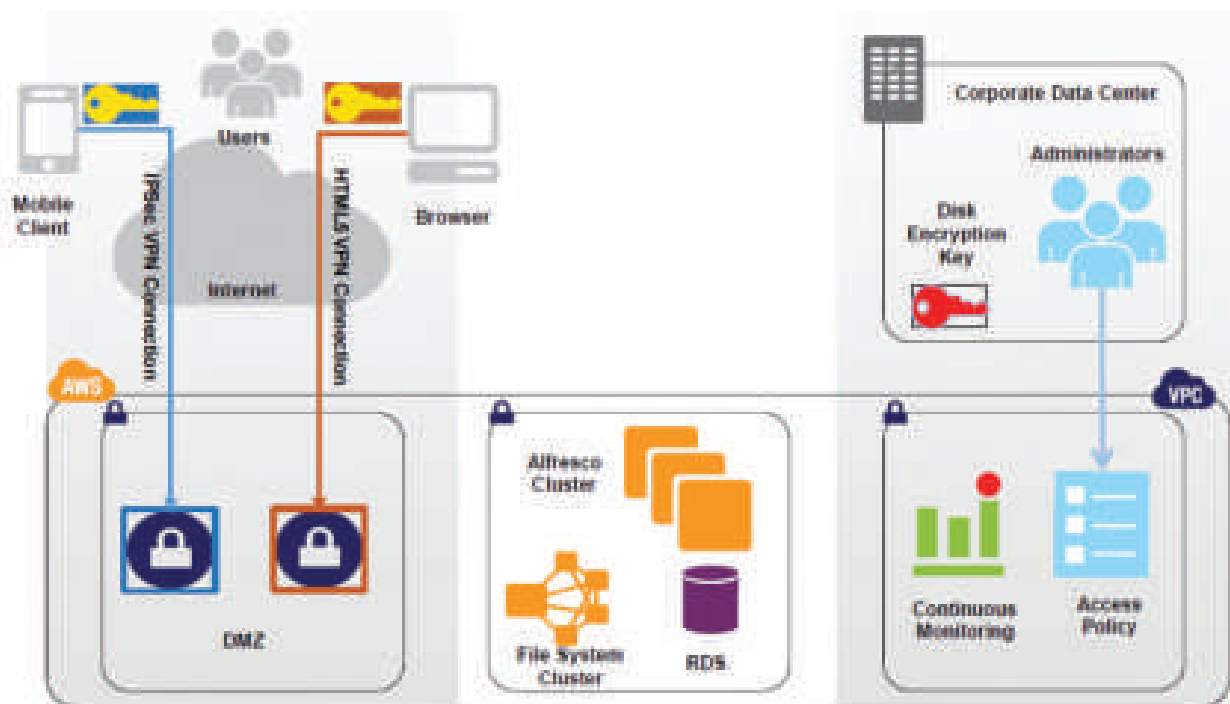 Users
Mobile
Client
IPSec VPN Connection
HTML5 VPN Connection
Browser
Internet
Corporate Data Center
Administrators
Disk
Encryption
Key
AWS
VPC
DMZ
Alfresco
Cluster
File System
Cluster
RDS
Continuous
Monitoring
Access
Policy